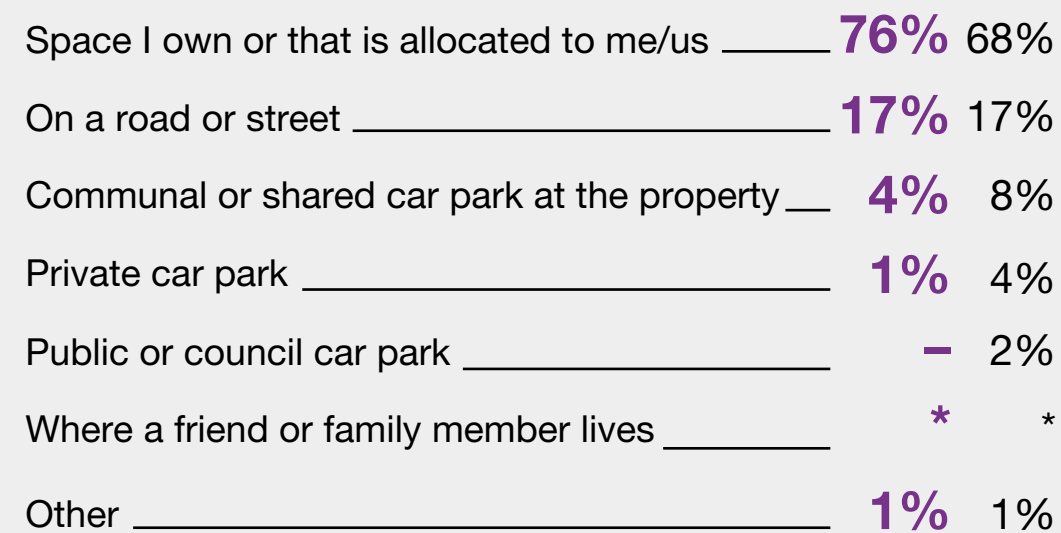 Space I own or that is allocated to me/us 76% 68%
On a road or street 17% 17%
Communal or shared car park at the property 4% 8%
Private car park 1% 4%
Public or council car park – 2%
Where a friend or family member lives * *
Other 1% 1%